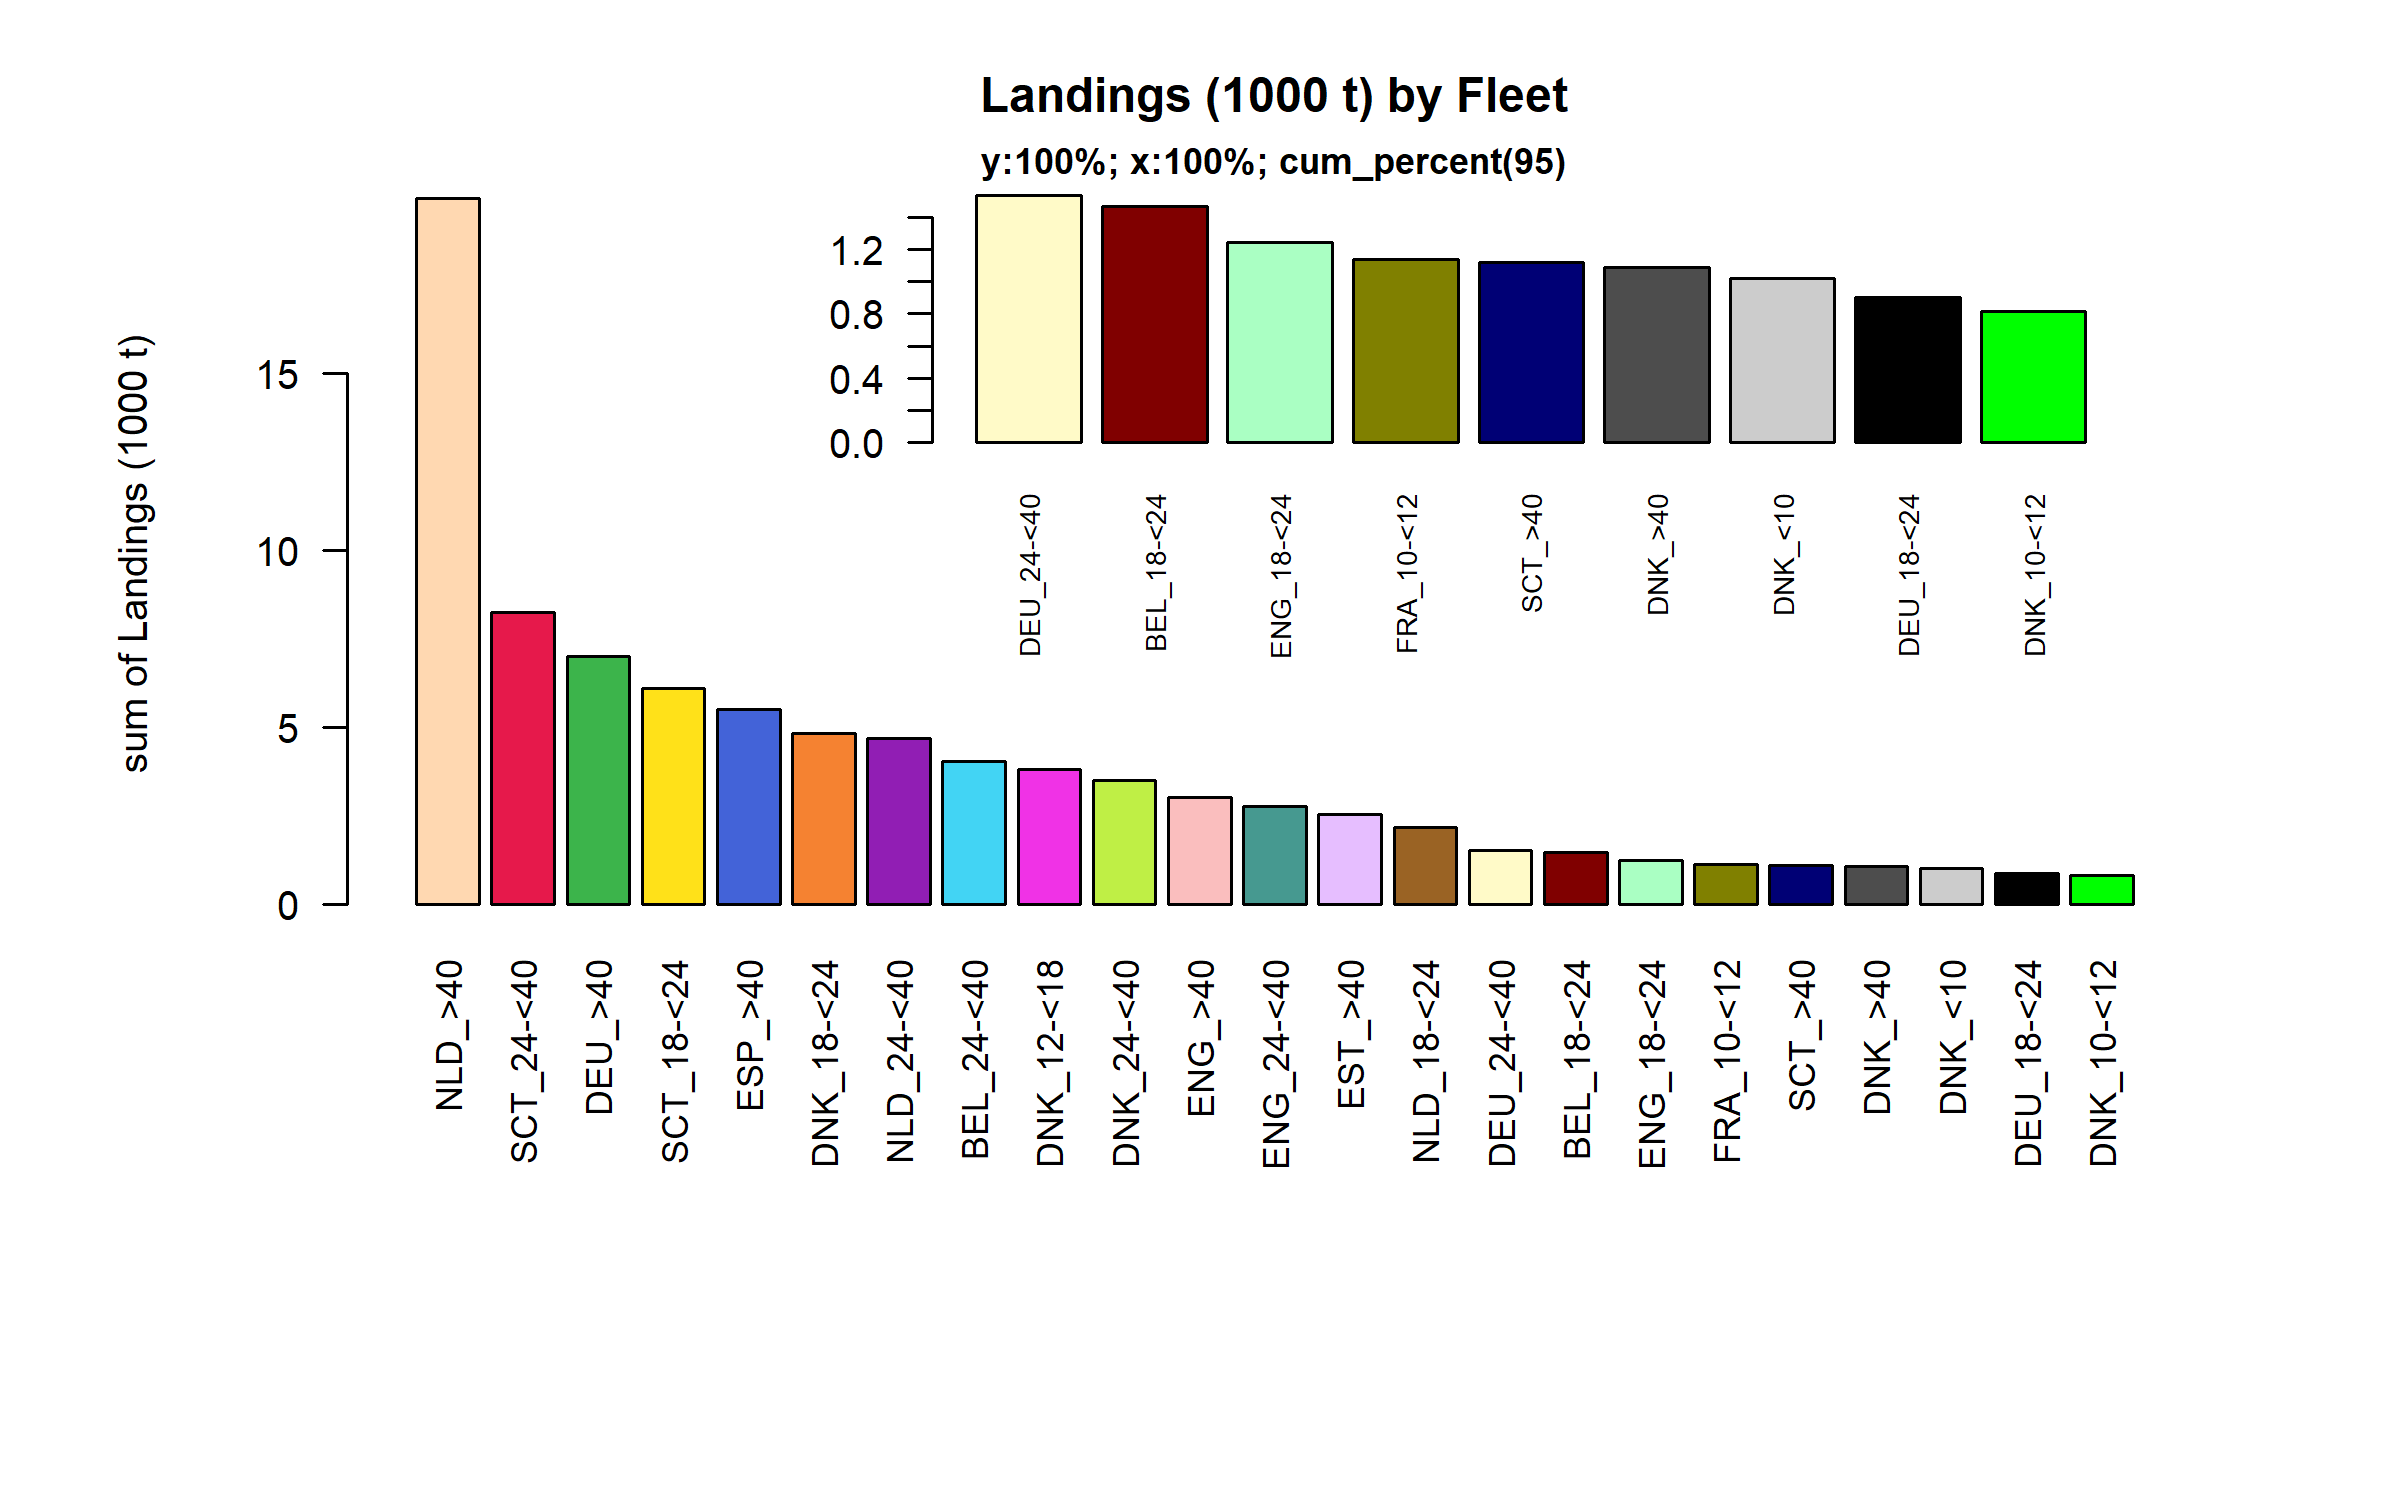 Landings (1000 t) by Fleet
y:100%; x:100%; cum_percent(95)
1.2
0.8
0.4
0.0
DEU_24-<40
BEL_18-<24
ENG_18-<24
FRA_10-<12
SCT_>40
DNK_>40
DNK_<10
DEU_18-<24
DNK_10-<12
sum of Landings (1000 t)
15
10
5
0
NLD_>40
SCT_24-<40
DEU_>40
SCT_18-<24
ESP_>40
DNK_18-<24
NLD_24-<40
BEL_24-<40
DNK_12-<18
DNK_24-<40
ENG_>40
ENG_24-<40
EST_>40
NLD_18-<24
DEU_24-<40
BEL_18-<24
ENG_18-<24
FRA_10-<12
SCT_>40
DNK_>40
DNK_<10
DEU_18-<24
DNK_10-<12